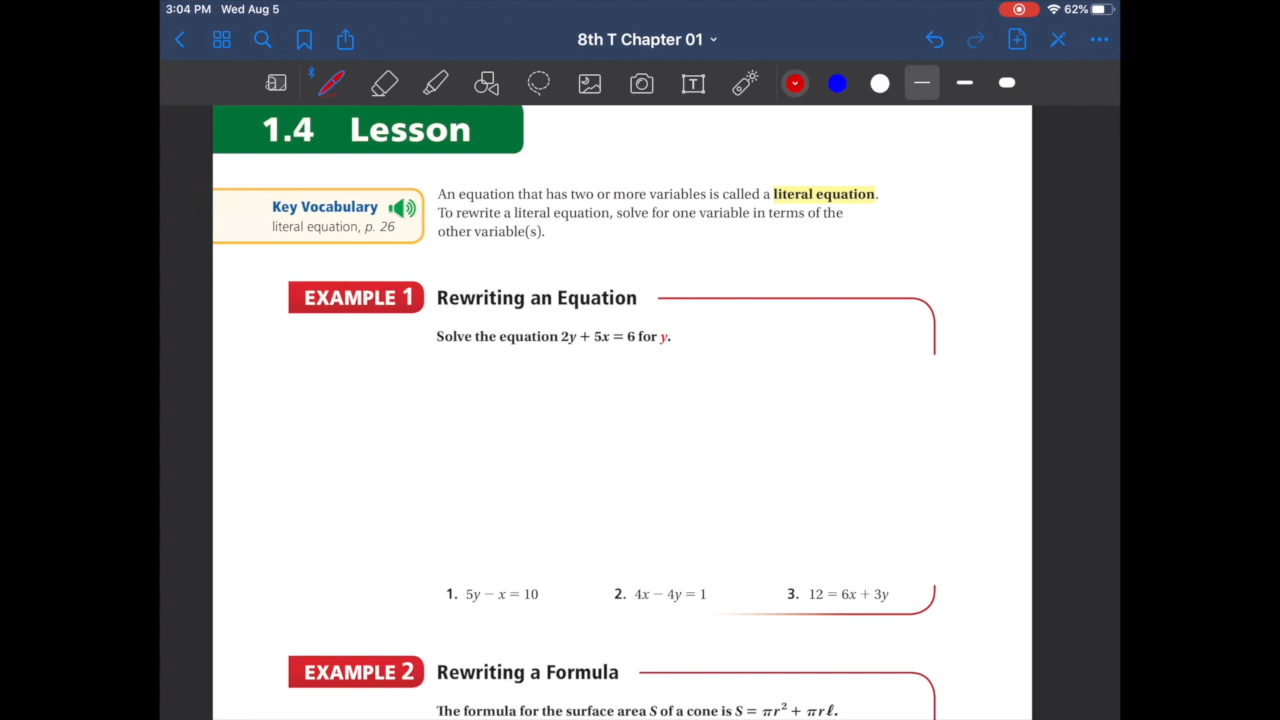 3:04 PM Wed Aug 5
62%
8th T Chapter 01
T
1.4 Lesson
Key Vocabulary
literal equation, p. 26
An equation that has two or more variables is called a literal equation.
To rewrite a literal equation, solve for one variable in terms of the
other variable(s).
EXAMPLE 1 Rewriting an Equation
Solve the equation 2y + 5x = 6 for y.
1. 5y − x = 10 2. 4x − 4y = 1 3. 12 = 6x + 3y
EXAMPLE 2 Rewriting a Formula
The formula for the surface area S of a cone is S = πr² + πrℓ.